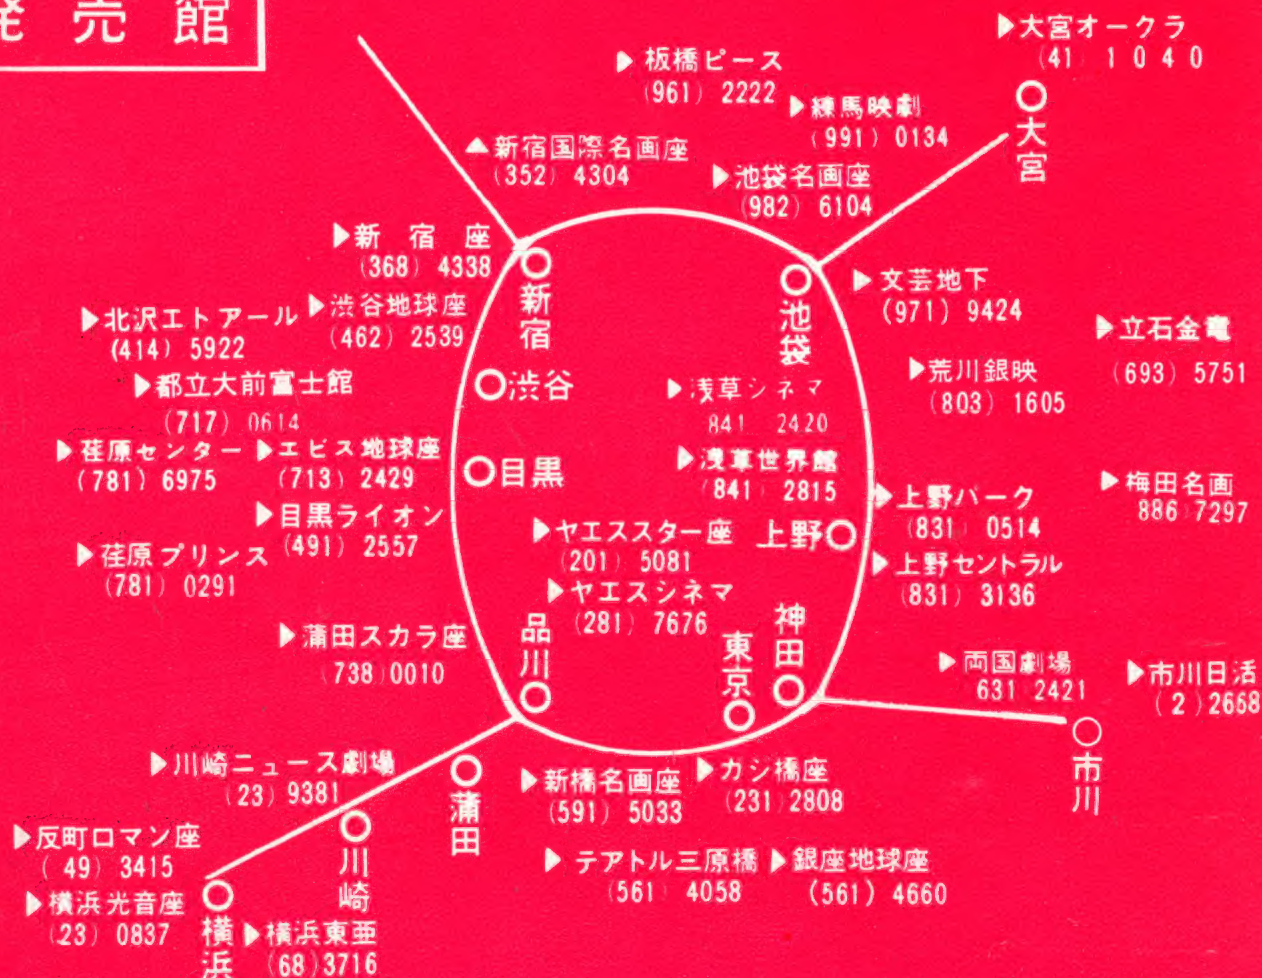 発売館
▶大宮オークラ
(41) 1040
▶板橋ピース
(961) 2222
▶練馬映劇
(991) 0134
大宮
▲新宿国際名画座
(352) 4304
▶池袋名画座
(982) 6104
▶新宿座
(368) 4338
新宿
池袋
▶文芸地下
(971) 9424
▶北沢エトアール
(414) 5922
▶渋谷地球座
(462) 2539
▶立石金竜
(693) 5751
▶都立大前富士館
(717) 0614
渋谷
▶浅草シネマ
841 2420
▶荒川銀映
(803) 1605
▶荏原センター
(781) 6975
▶エビス地球座
(713) 2429
目黒
▶浅草世界館
(841) 2815
▶梅田名画
886)7297
▶目黒ライオン
(491) 2557
▶ヤエススター座
(201) 5081
上野
▶上野パーク
(831) 0514
▶荏原プリンス
(781) 0291
▶ヤエスシネマ
(281) 7676
▶上野セントラル
(831) 3136
▶蒲田スカラ座
(738)0010
品川
東京
神田
▶両国劇場
631 2421
▶市川日活
(2)2668
市川
▶川崎ニュース劇場
(23) 9381
蒲田
▶新橋名画座
(591) 5033
▶カシ橋座
(231)2808
▶反町ロマン座
(49) 3415
川崎
▶テアトル三原橋
(561) 4058
▶銀座地球座
(561) 4660
▶横浜光音座
(23) 0837
横浜
▶横浜東亜
(68)3716